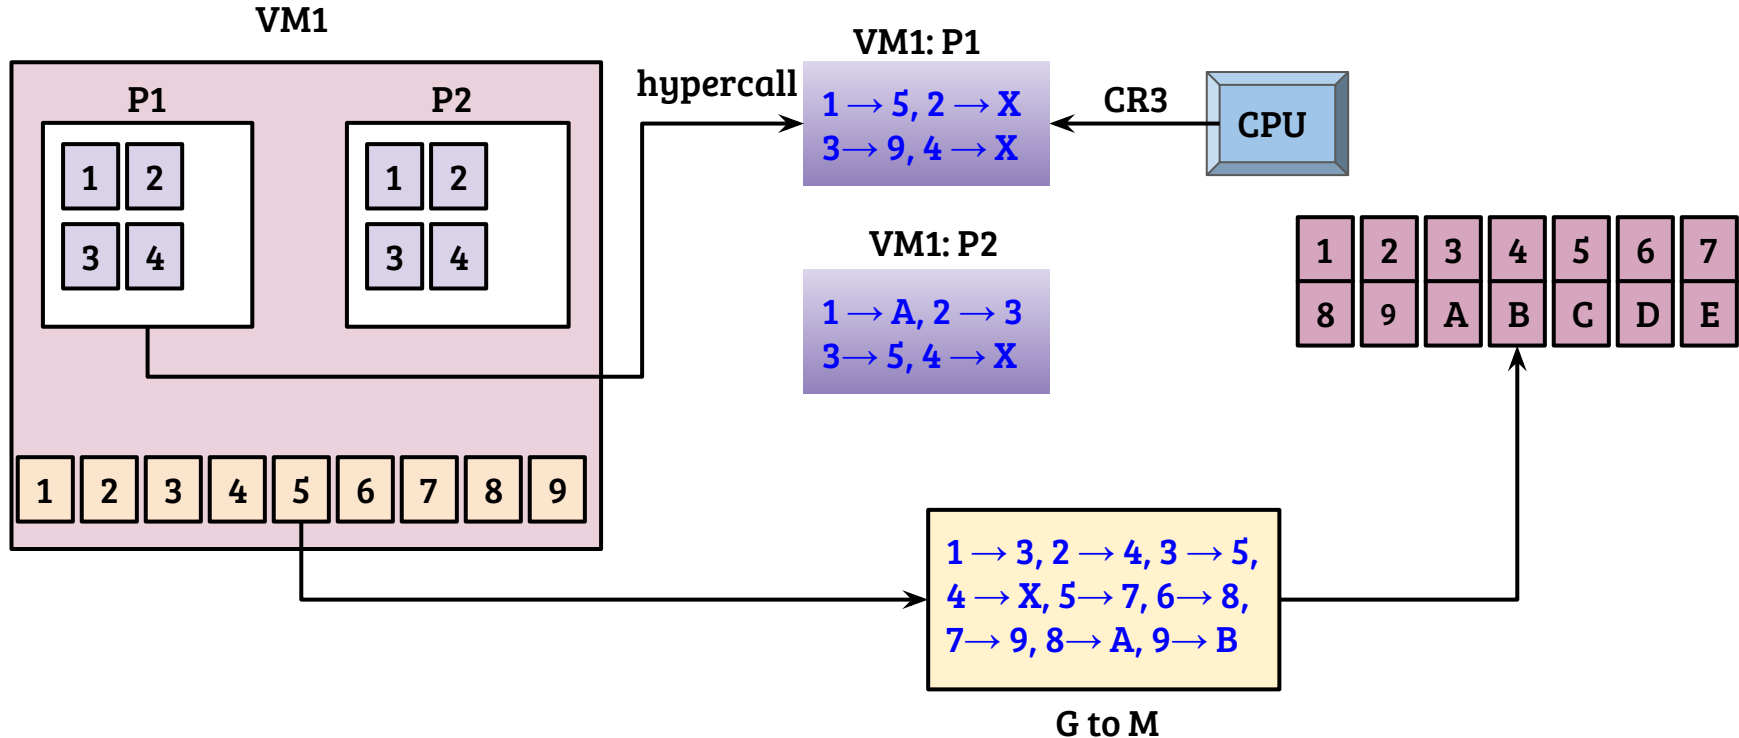 VM1
P1
P2
1 2
3 4
1 2
3 4
1 2 3 4 5 6 7 8 9
hypercall
VM1: P1
1 → 5, 2 → X
3→ 9, 4 → X
CR3
CPU
VM1: P2
1 → A, 2 → 3
3→ 5, 4 → X
1 2 3 4 5 6 7
8 9 A B C D E
1 → 3, 2 → 4, 3 → 5,
4 → X, 5→ 7, 6→ 8,
7→ 9, 8→ A, 9→ B
G to M